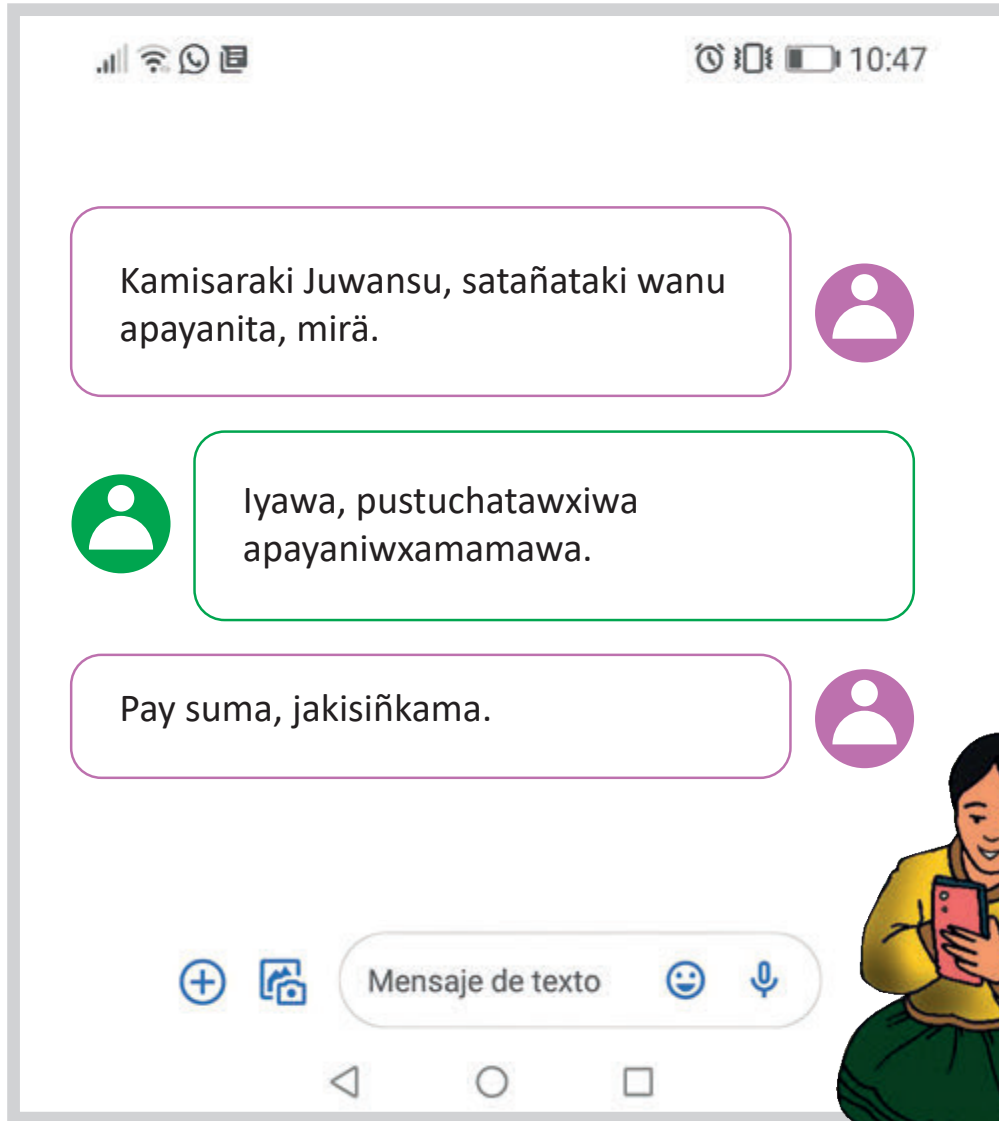 10:47
Kamisaraki Juwansu, satañataki wanu
apayanita, mirä.
Iyawa, pustuchatawxiwa
apayaniwxamamawa.
Pay suma, jakisiñkama.
Mensaje de texto